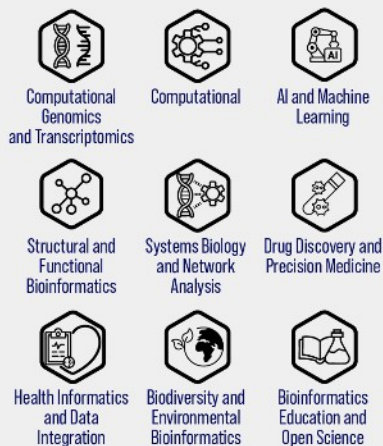 Computational
Genomics
and Transcriptomics
Computational
AI
AI and Machine
Learning
Structural and
Functional
Bioinformatics
Systems Biology
and Network
Analysis
Drug Discovery and
Precision Medicine
Health Informatics
and Data
Integration
Biodiversity and
Environmental
Bioinformatics
Bioinformatics
Education and
Open Science